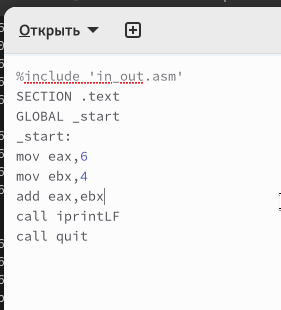 Открыть
%include 'in_out.asm'
SECTION .text
GLOBAL _start
_start:
mov eax,6
mov ebx,4
add eax,ebx
call iprintLF
call quit